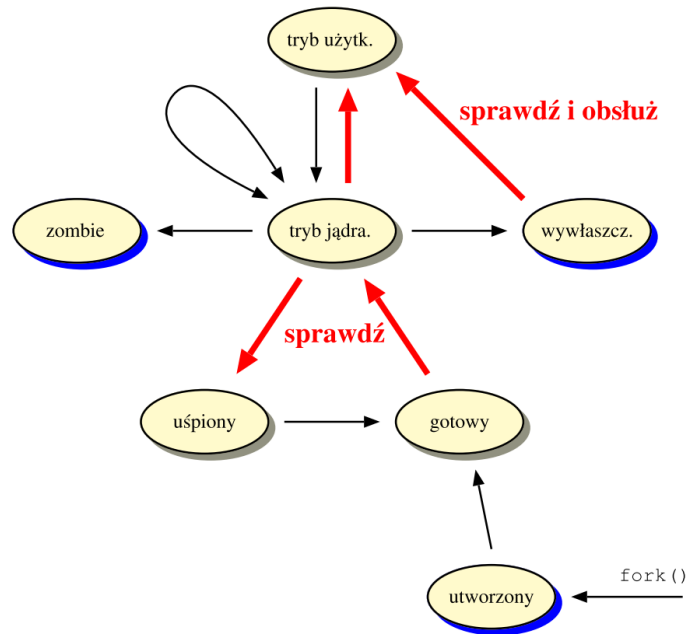 tryb użytk.
sprawdź i obsłuż
zombie
tryb jądra.
wywłaszcz.
sprawdź
uśpiony
gotowy
utworzony
fork()